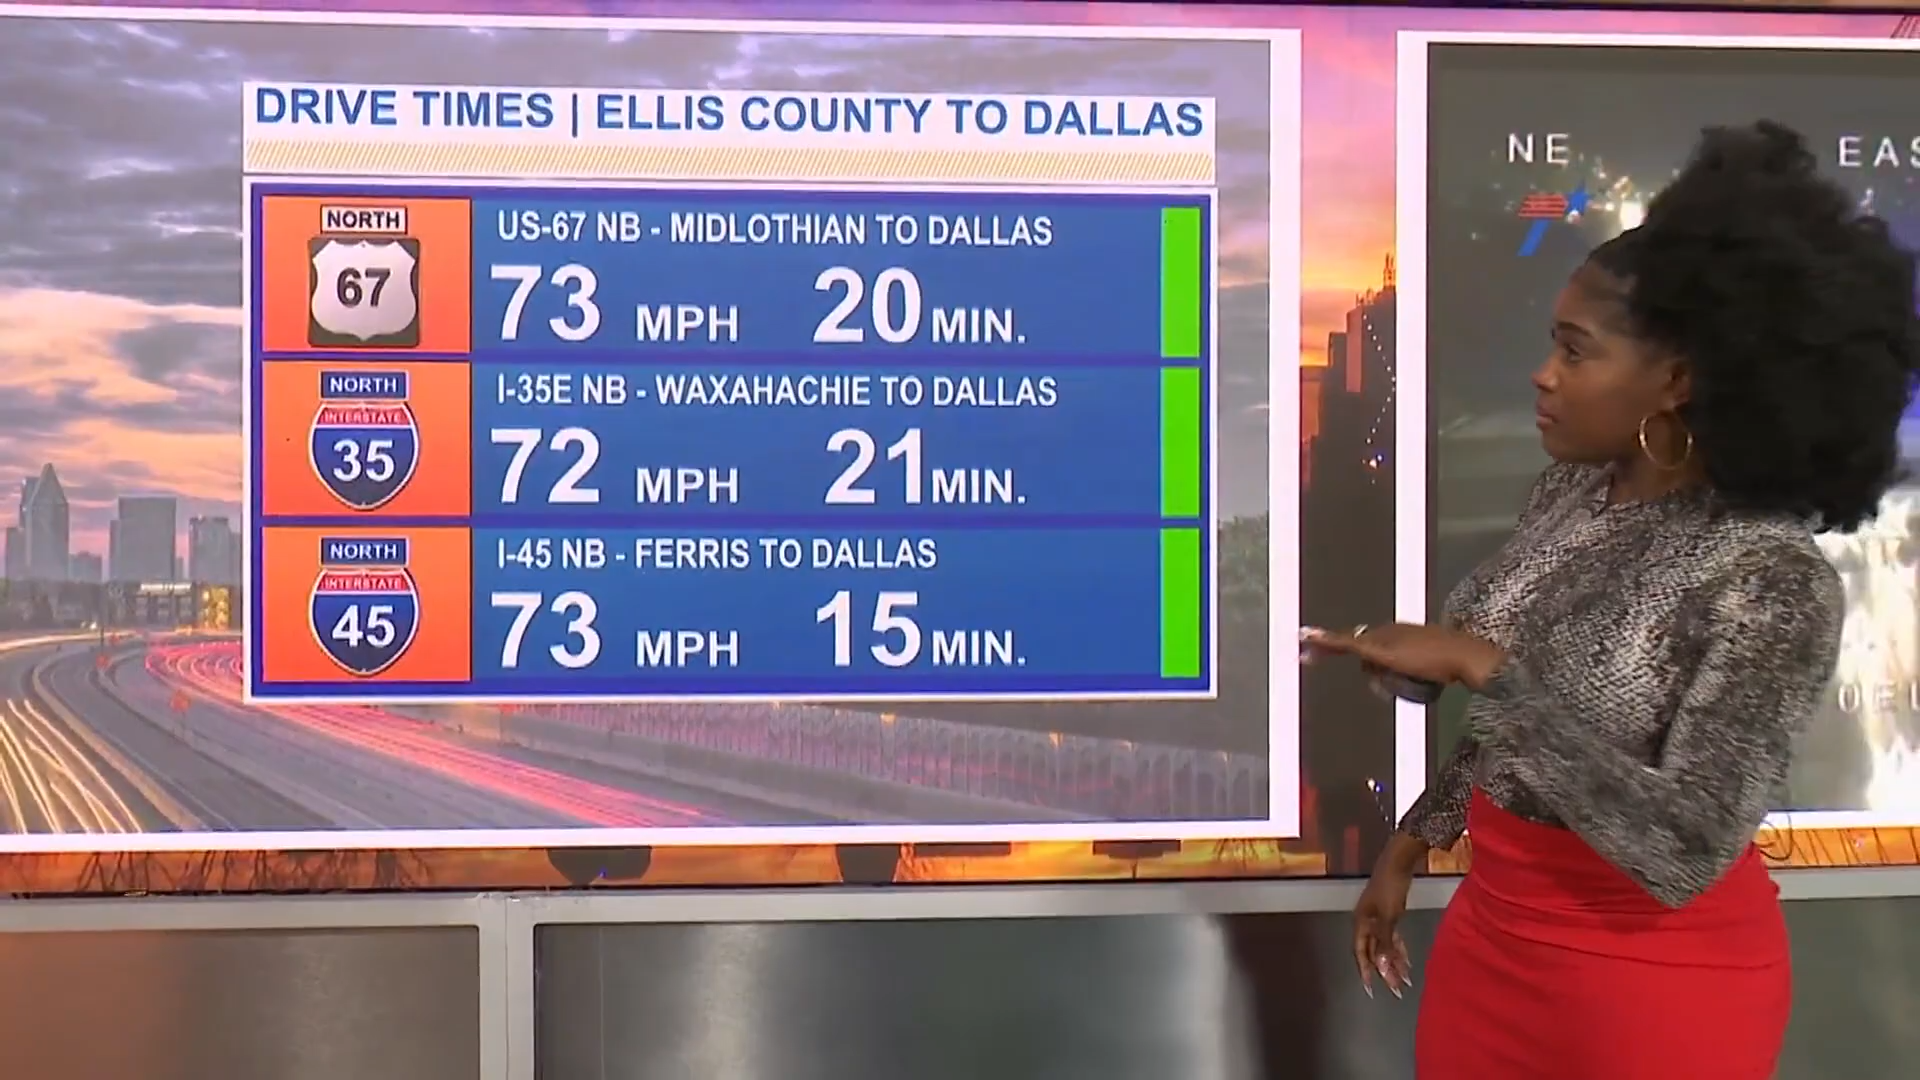 DRIVE TIMES | ELLIS COUNTY TO DALLAS
NORTH
67
US-67 NB - MIDLOTHIAN TO DALLAS
73 MPH 20 MIN.
NORTH
INTERSTATE
35
I-35E NB - WAXAHACHIE TO DALLAS
72 MPH 21 MIN.
NORTH
INTERSTATE
45
I-45 NB - FERRIS TO DALLAS
73 MPH 15 MIN.
NE
7